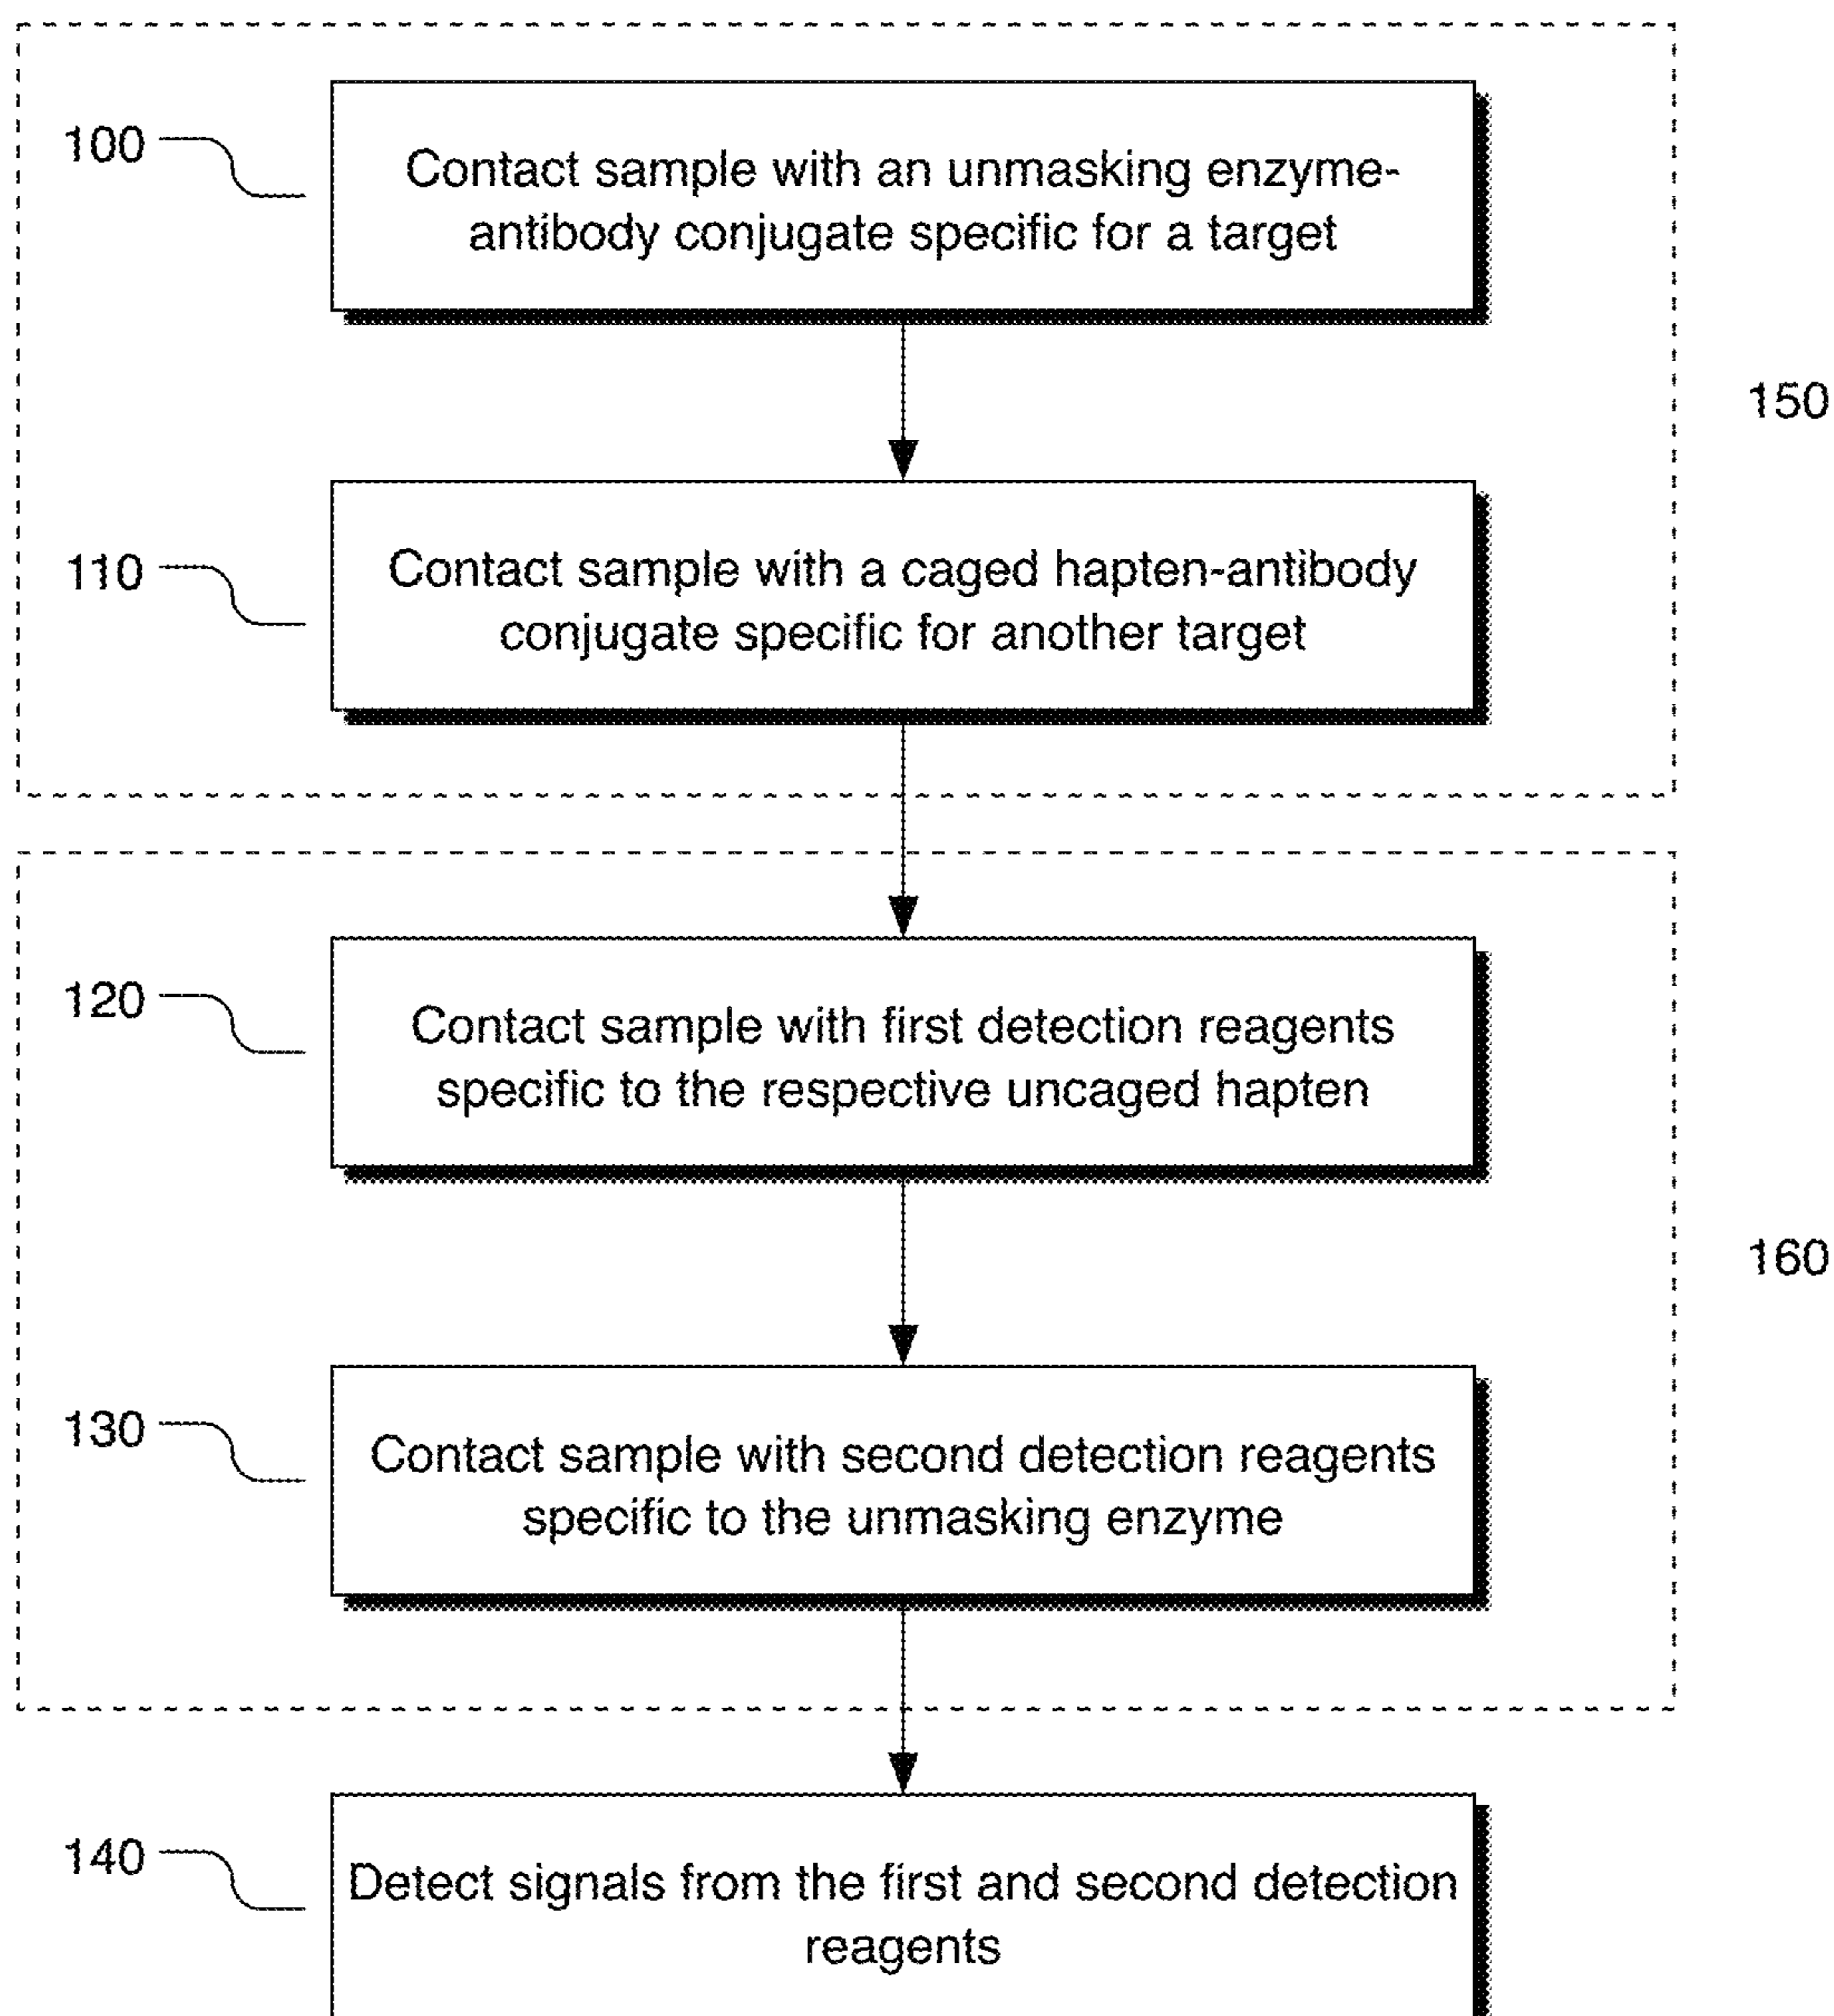 100
Contact sample with an unmasking enzyme-
antibody conjugate specific for a target
150
110
Contact sample with a caged hapten-antibody
conjugate specific for another target
120
Contact sample with first detection reagents
specific to the respective uncaged hapten
160
130
Contact sample with second detection reagents
specific to the unmasking enzyme
140
Detect signals from the first and second detection
reagents